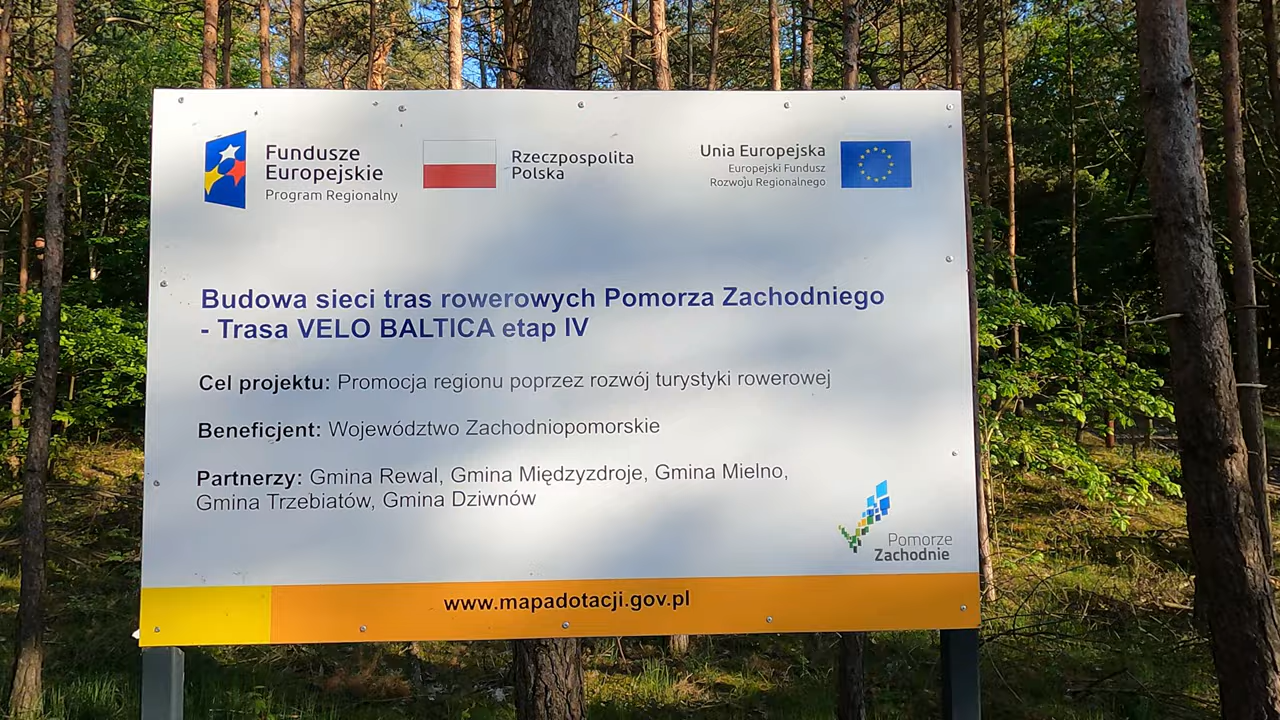 Fundusze
Europejskie
Program Regionalny
Rzeczpospolita
Polska
Unia Europejska
Europejski Fundusz
Rozwoju Regionalnego
Budowa sieci tras rowerowych Pomorza Zachodniego
- Trasa VELO BALTICA etap IV
Cel projektu: Promocja regionu poprzez rozwój turystyki rowerowej
Beneficjent: Województwo Zachodniopomorskie
Partnerzy: Gmina Rewal, Gmina Międzyzdroje, Gmina Mielno,
Gmina Trzebiatów, Gmina Dziwnów
Pomorze
Zachodnie
www.mapadotacji.gov.pl